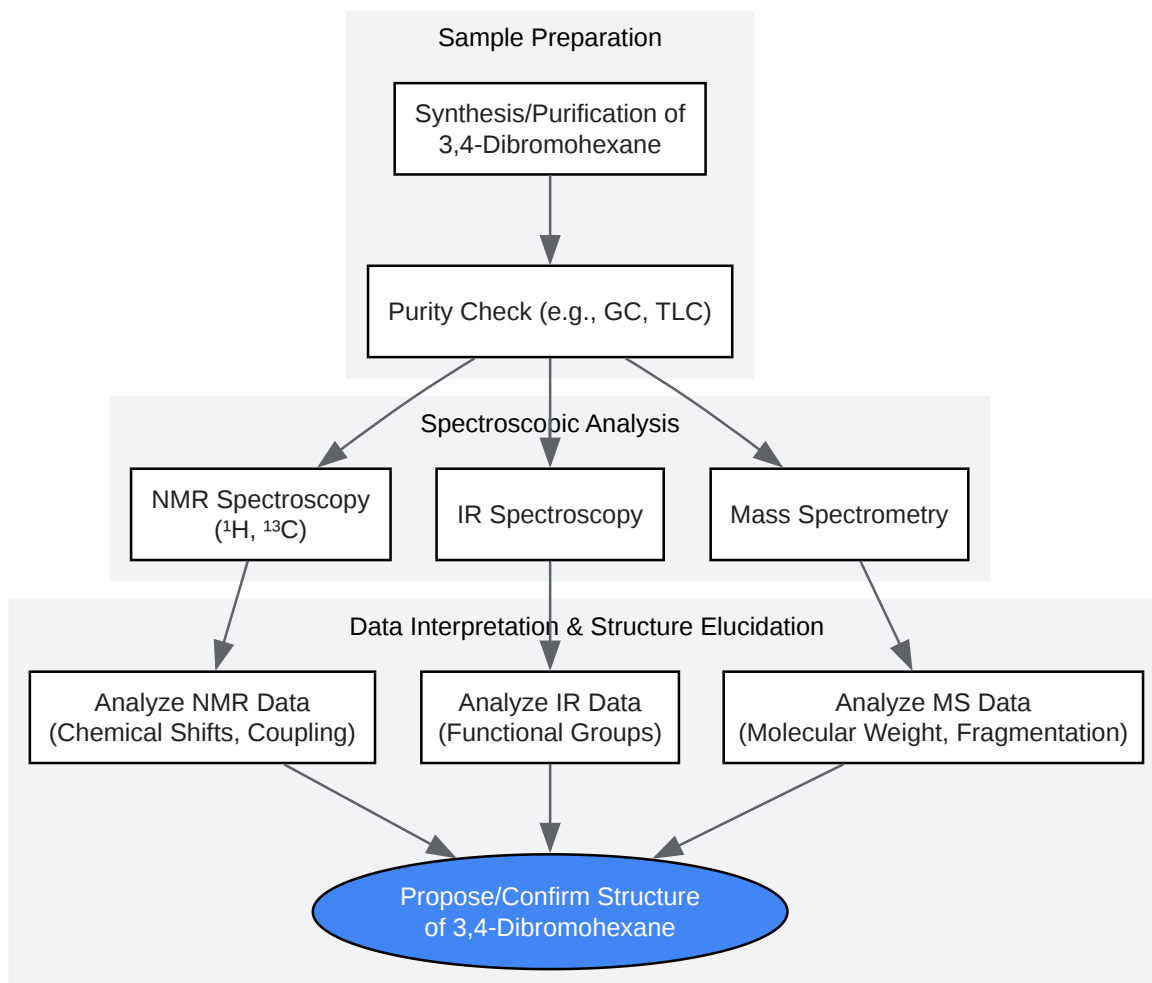 Sample Preparation
Synthesis/Purification of
3,4-Dibromohexane
Purity Check (e.g., GC, TLC)
Spectroscopic Analysis
NMR Spectroscopy
(¹H, ¹³C)
IR Spectroscopy
Mass Spectrometry
Data Interpretation & Structure Elucidation
Analyze NMR Data
(Chemical Shifts, Coupling)
Analyze IR Data
(Functional Groups)
Analyze MS Data
(Molecular Weight, Fragmentation)
Propose/Confirm Structure
of 3,4-Dibromohexane